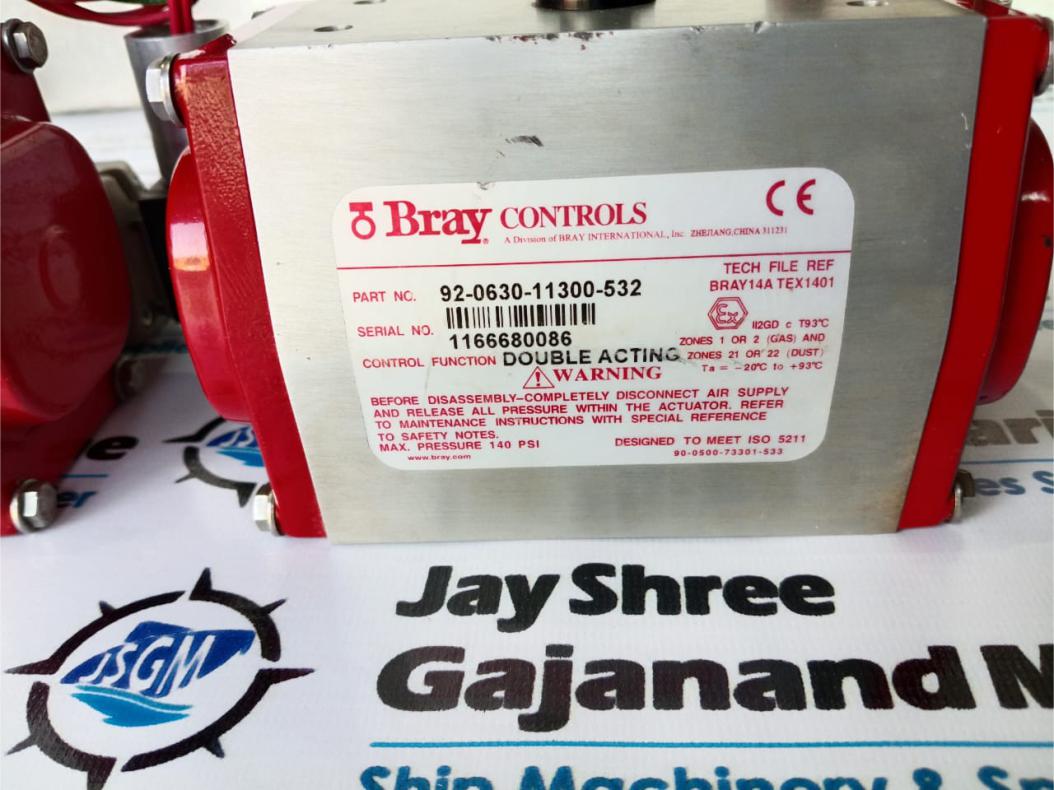 Bray CONTROLS
A Division of BRAY INTERNATIONAL, Inc. ZHEJIANG, CHINA 311231
CE
TECH FILE REF
BRAY14A TEX1401
PART NO. 92-0630-11300-532
Ex II2GD c T93°C
SERIAL NO. 1166680086
ZONES 1 OR 2 (GAS) AND
ZONES 21 OR 22 (DUST)
Ta = -20°C to +93°C
CONTROL FUNCTION DOUBLE ACTING
WARNING
BEFORE DISASSEMBLY-COMPLETELY DISCONNECT AIR SUPPLY
AND RELEASE ALL PRESSURE WITHIN THE ACTUATOR. REFER
TO MAINTENANCE INSTRUCTIONS WITH SPECIAL REFERENCE
TO SAFETY NOTES.
MAX. PRESSURE 140 PSI
DESIGNED TO MEET ISO 5211
www.bray.com
90-0500-73301-533
JSGM
Jay Shree
Gajanand M
Ship Machinery & Sp